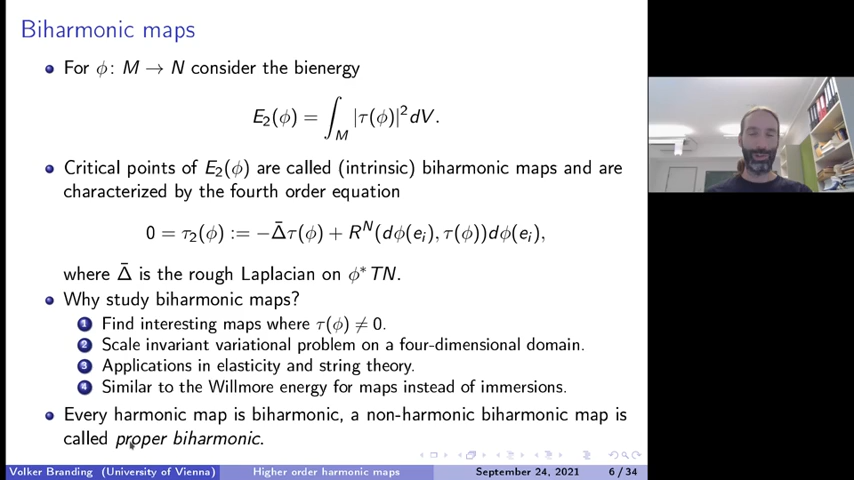 Biharmonic maps
For ϕ: M → N consider the bienergy
E₂(ϕ) = ∫_M |τ(ϕ)|² dV.
Critical points of E₂(ϕ) are called (intrinsic) biharmonic maps and are
characterized by the fourth order equation
0 = τ₂(ϕ) := −Δ̄τ(ϕ) + Rᴺ(dϕ(eᵢ), τ(ϕ))dϕ(eᵢ),
where Δ̄ is the rough Laplacian on ϕ*TN.
Why study biharmonic maps?
1 Find interesting maps where τ(ϕ) ≠ 0.
2 Scale invariant variational problem on a four-dimensional domain.
3 Applications in elasticity and string theory.
4 Similar to the Willmore energy for maps instead of immersions.
Every harmonic map is biharmonic, a non-harmonic biharmonic map is
called proper biharmonic.
Volker Branding (University of Vienna) Higher order harmonic maps September 24, 2021 6 / 34